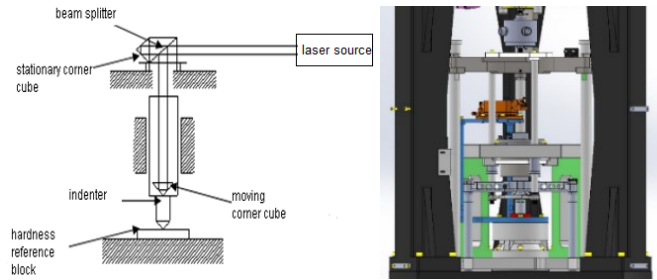 beam splitter
laser source
stationary corner
cube
indenter
moving
corner cube
hardness
reference
block